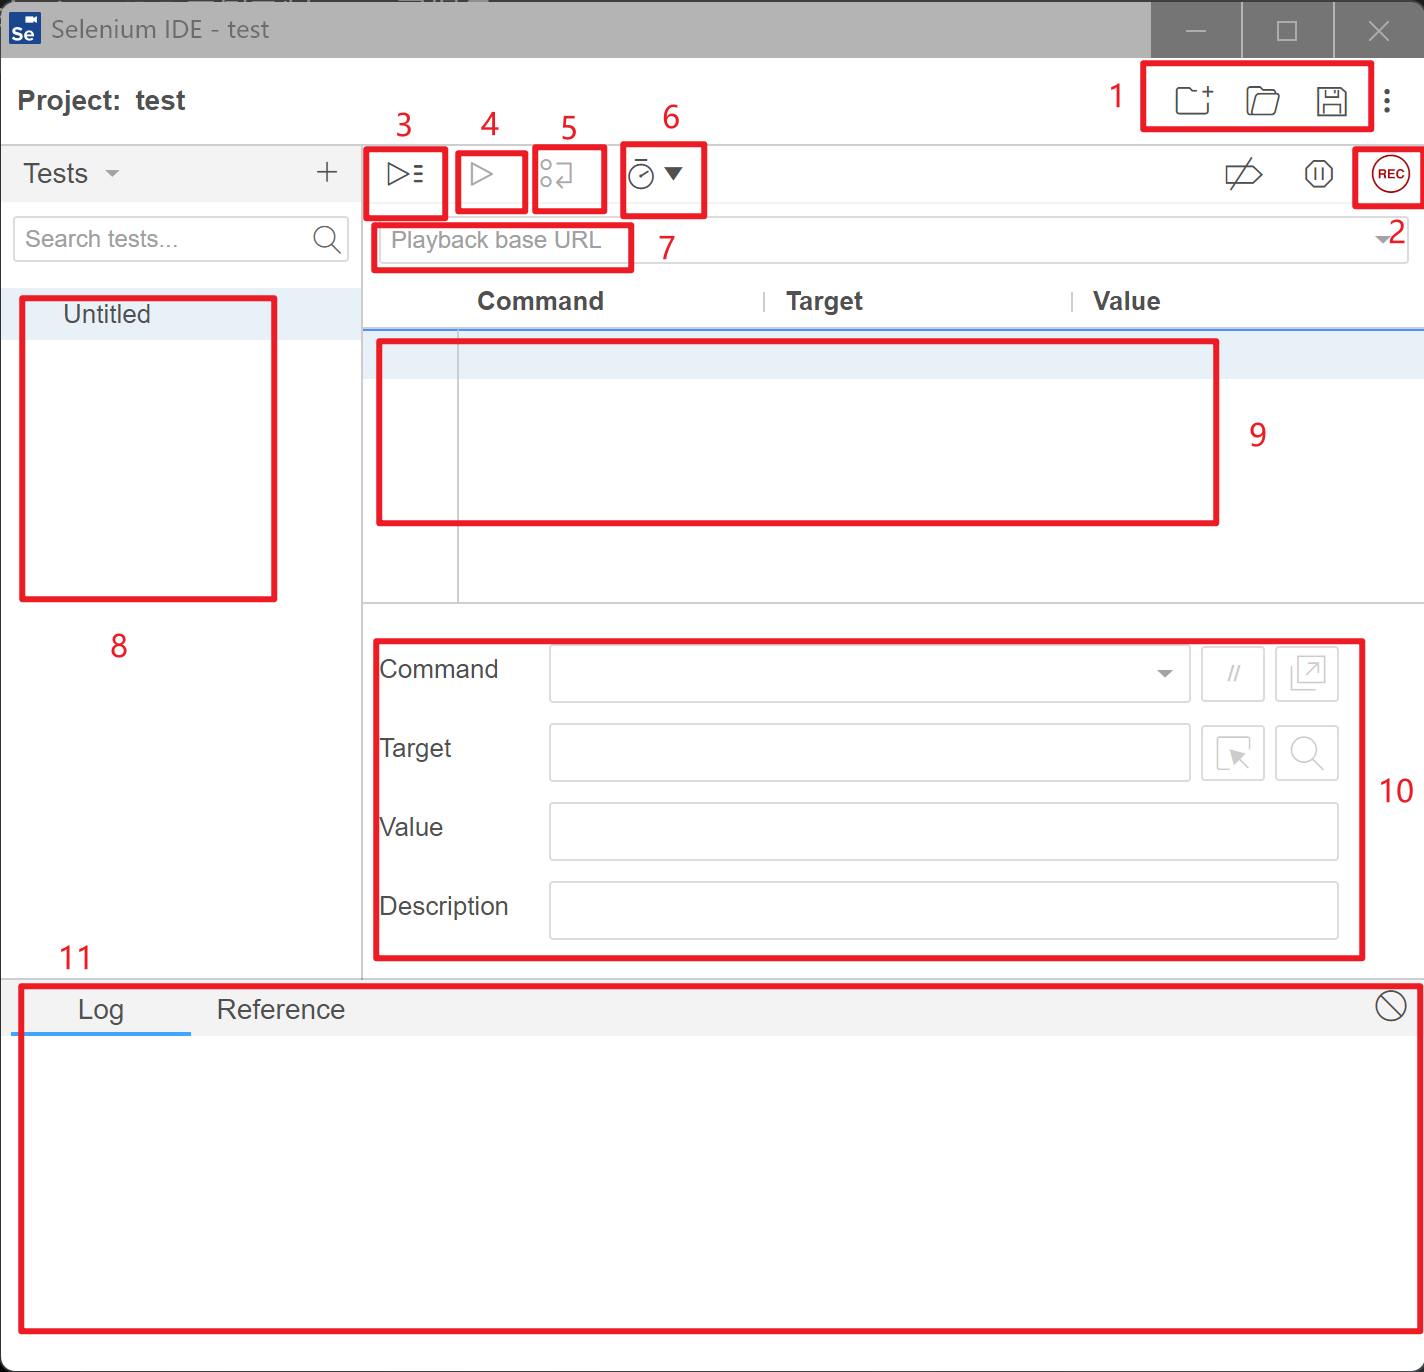 Selenium IDE - test
Project: test
1
3
4
5
6
Tests
REC
Search tests...
Playback base URL
7
2
Command
Target
Value
Untitled
9
8
Command
//
Target
10
Value
Description
11
Log
Reference